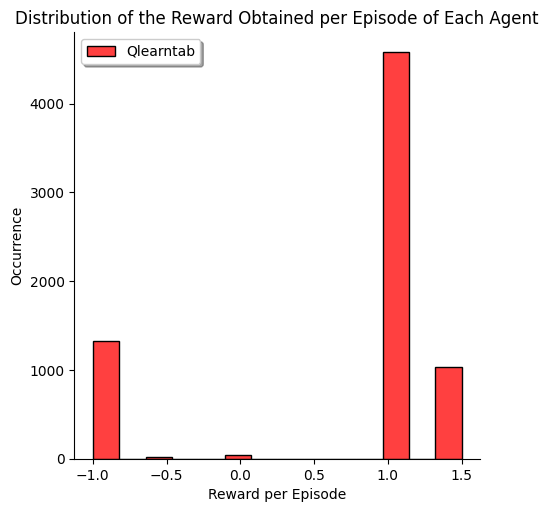 Distribution of the Reward Obtained per Episode of Each Agent
Qlearntab
4000
3000
2000
1000
0
Occurrence
−1.0 −0.5 0.0 0.5 1.0 1.5
Reward per Episode